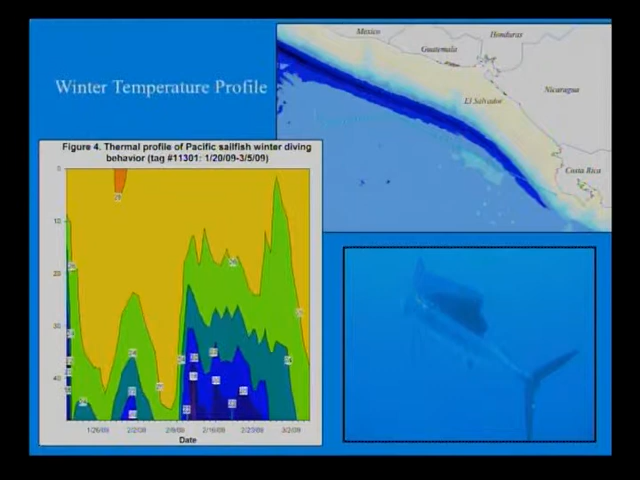 Mexico
Honduras
Guatemala
Winter Temperature Profile
Nicaragua
El Salvador
Figure 4. Thermal profile of Pacific sailfish winter diving
behavior (tag #11301: 1/20/09-3/5/09)
Costa Rica
0
10
20
30
40
1/26/09 2/2/09 2/9/09 2/16/09 2/23/09 3/2/09
Date